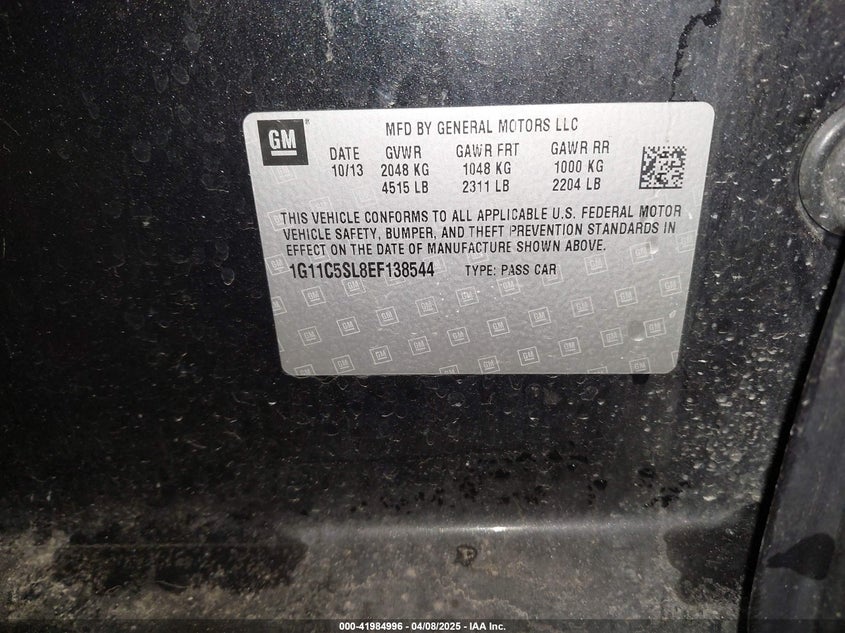 GM
MFD BY GENERAL MOTORS LLC
DATE GVWR GAWR FRT GAWR RR
10/13 2048 KG 1048 KG 1000 KG
4515 LB 2311 LB 2204 LB
THIS VEHICLE CONFORMS TO ALL APPLICABLE U.S. FEDERAL MOTOR
VEHICLE SAFETY, BUMPER, AND THEFT PREVENTION STANDARDS IN
EFFECT ON THE DATE OF MANUFACTURE SHOWN ABOVE.
1G11C5SL8EF138544 TYPE: PASS CAR
000-41984996 04/08/2025 IAA Inc.